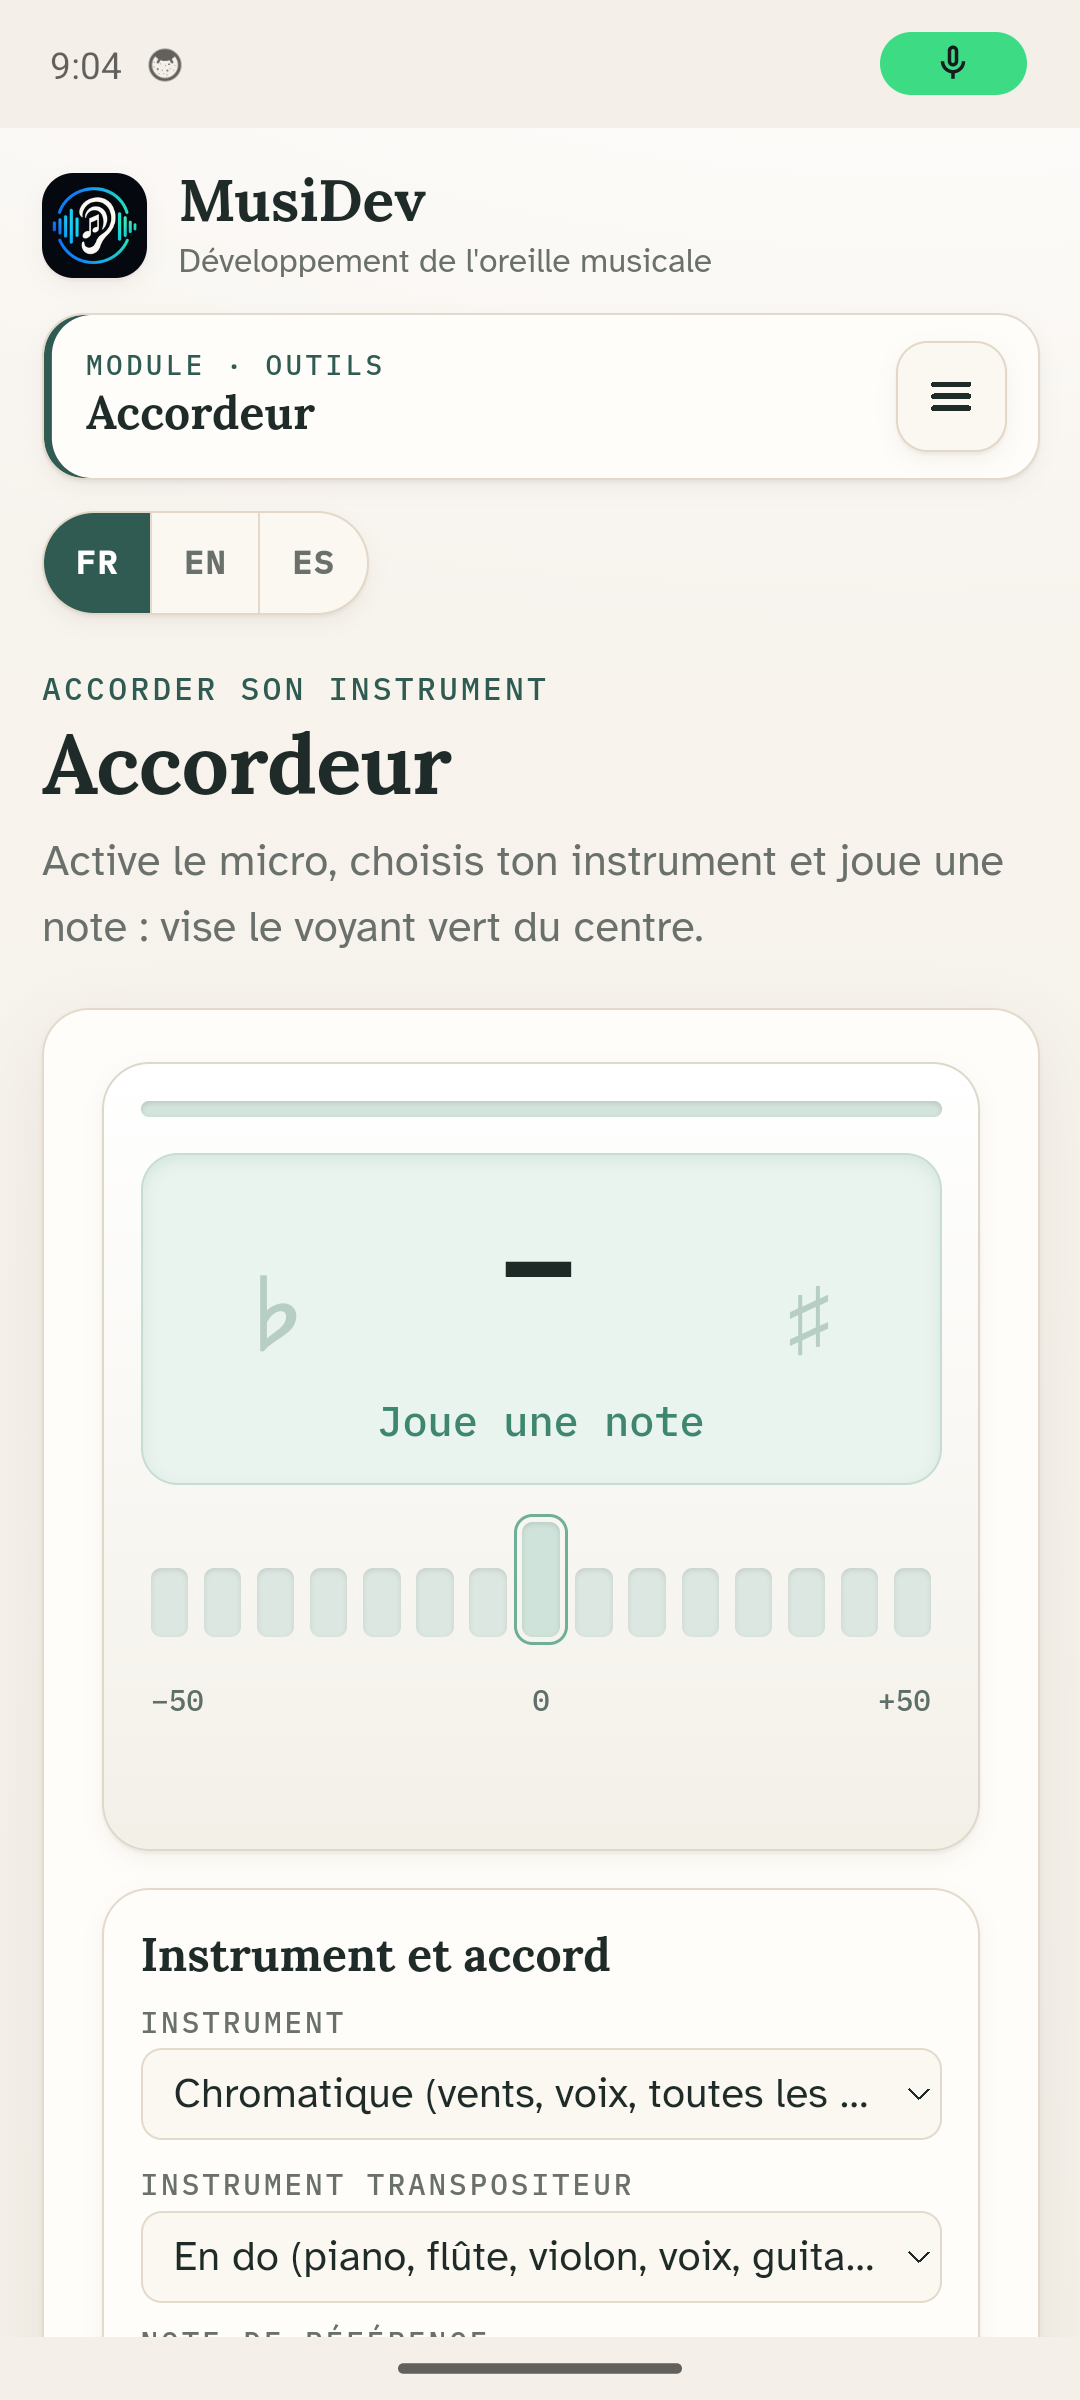 9:04
MusiDev
Développement de l'oreille musicale
MODULE · OUTILS
Accordeur
FR EN ES
ACCORDER SON INSTRUMENT
Accordeur
Active le micro, choisis ton instrument et joue une
note : vise le voyant vert du centre.
♭ — ♯
Joue une note
−50 0 +50
Instrument et accord
INSTRUMENT
Chromatique (vents, voix, toutes les ...
INSTRUMENT TRANSPOSITEUR
En do (piano, flûte, violon, voix, guita...
NOTE DE RÉFÉRENCE